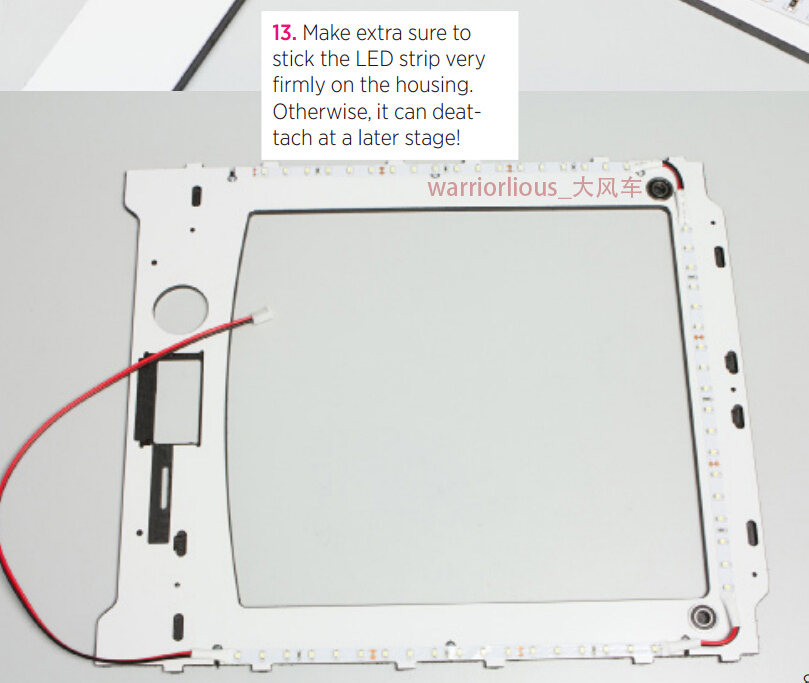 13. Make extra sure to
stick the LED strip very
firmly on the housing.
Otherwise, it can deat-
tach at a later stage!
warriorlious_大风车